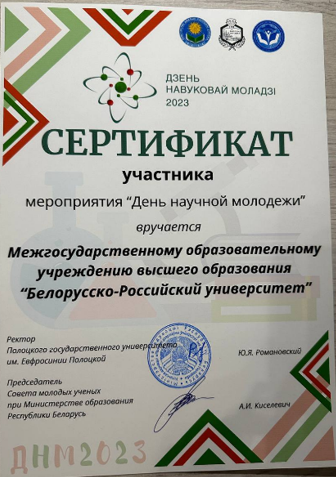 ДЗЕНЬ
НАВУКОВАЙ МОЛАДЗІ
2023
СЕРТИФИКАТ
участника
мероприятия “День научной молодежи”
вручается
Межгосударственному образовательному
учреждению высшего образования
“Белорусско-Российский университет”
Ректор
Полоцкого государственного университета
им. Евфросинии Полоцкой
Ю.Я. Романовский
Председатель
Совета молодых ученых
при Министерстве образования
Республики Беларусь
А.И. Киселевич
ДНМ2023